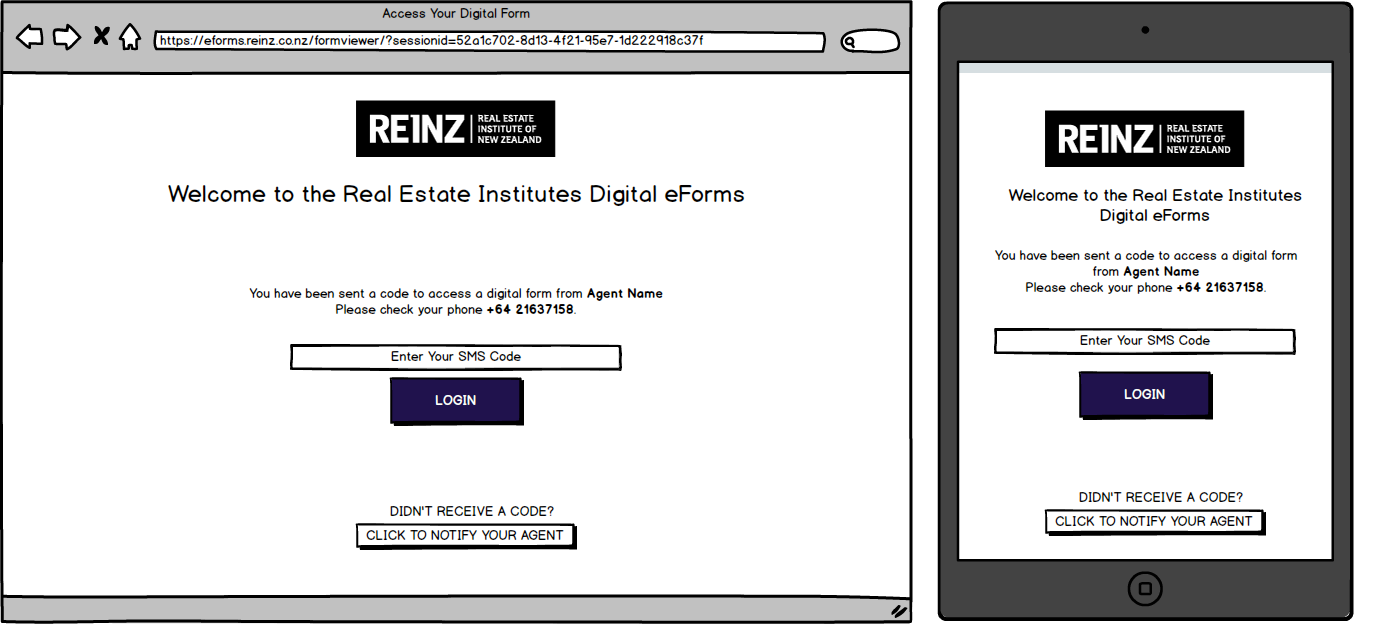 Access Your Digital Form
https://eforms.reinz.co.nz/formviewer/?sessionid=52a1c702-8d13-4f21-95e7-1d222918c37f
REINZ
REAL ESTATE
INSTITUTE OF
NEW ZEALAND
Welcome to the Real Estate Institutes Digital eForms
You have been sent a code to access a digital form from Agent Name
Please check your phone +64 21637158.
Enter Your SMS Code
LOGIN
DIDN'T RECEIVE A CODE?
CLICK TO NOTIFY YOUR AGENT
REINZ
REAL ESTATE
INSTITUTE OF
NEW ZEALAND
Welcome to the Real Estate Institutes
Digital eForms
You have been sent a code to access a digital form
from Agent Name
Please check your phone +64 21637158.
Enter Your SMS Code
LOGIN
DIDN'T RECEIVE A CODE?
CLICK TO NOTIFY YOUR AGENT